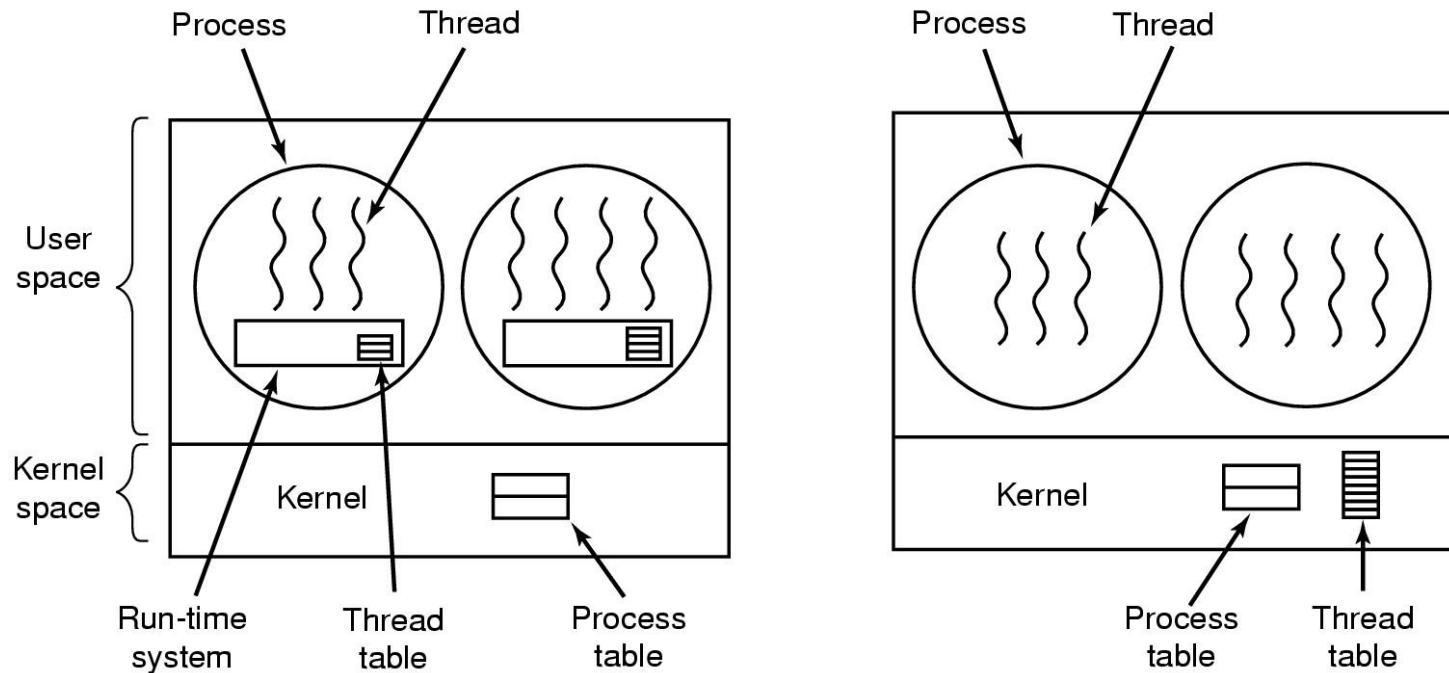 Process
Thread
Process
Thread
User
space
Kernel
space
Kernel
Kernel
Run-time
system
Thread
table
Process
table
Process
table
Thread
table